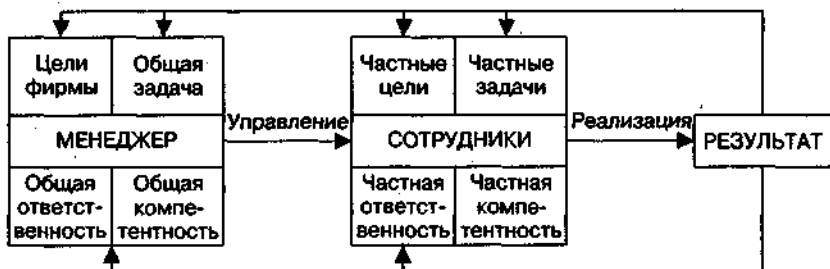 Цели
фирмы
Общая
задача
МЕНЕДЖЕР
Общая
ответст-
венность
Общая
компе-
тентность
Управление
Частные
цели
Частные
задачи
СОТРУДНИКИ
Частная
ответст-
венность
Частная
компе-
тентность
Реализация
РЕЗУЛЬТАТ